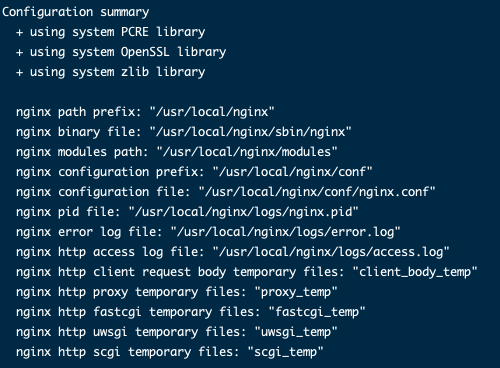 Configuration summary
+ using system PCRE library
+ using system OpenSSL library
+ using system zlib library
nginx path prefix: "/usr/local/nginx"
nginx binary file: "/usr/local/nginx/sbin/nginx"
nginx modules path: "/usr/local/nginx/modules"
nginx configuration prefix: "/usr/local/nginx/conf"
nginx configuration file: "/usr/local/nginx/conf/nginx.conf"
nginx pid file: "/usr/local/nginx/logs/nginx.pid"
nginx error log file: "/usr/local/nginx/logs/error.log"
nginx http access log file: "/usr/local/nginx/logs/access.log"
nginx http client request body temporary files: "client_body_temp"
nginx http proxy temporary files: "proxy_temp"
nginx http fastcgi temporary files: "fastcgi_temp"
nginx http uwsgi temporary files: "uwsgi_temp"
nginx http scgi temporary files: "scgi_temp"